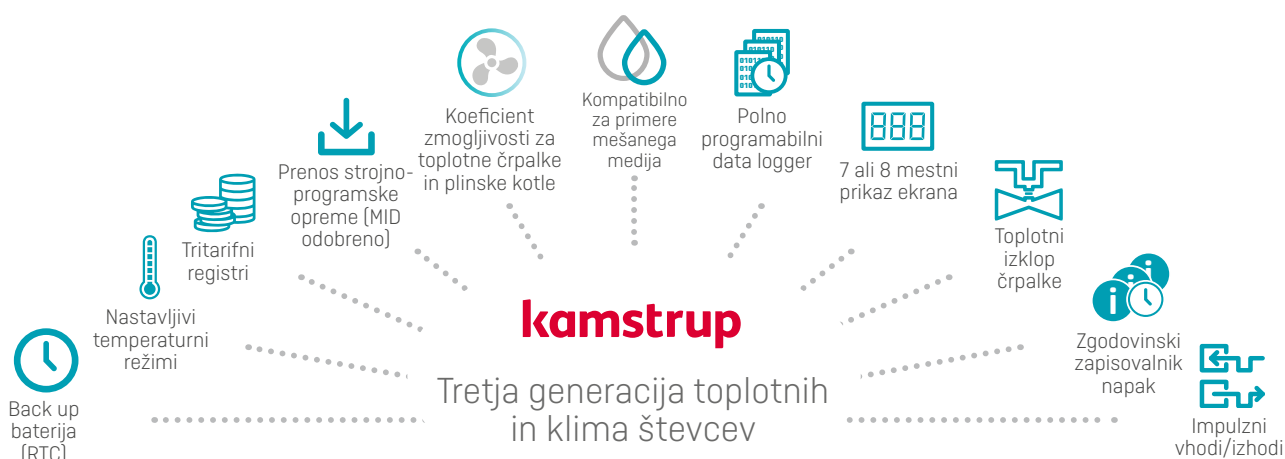 Back up
baterija
(RTC)
Nastavljivi
temperaturni
režimi
Tritarifni
registri
Prenos strojno-
programske
opreme (MID
odobreno)
Koeficient
zmogljivosti za
toplotne črpalke
in plinske kotle
Kompatibilno
za primere
mešanega
medija
Polno
programabilni
data logger
888
7 ali 8 mestni
prikaz ekrana
Toplotni
izklop
črpalke
Zgodovinski
zapisovalnik
napak
Impulzni
vhodi/izhodi
kamstrup
Tretja generacija toplotnih
in klima števcev